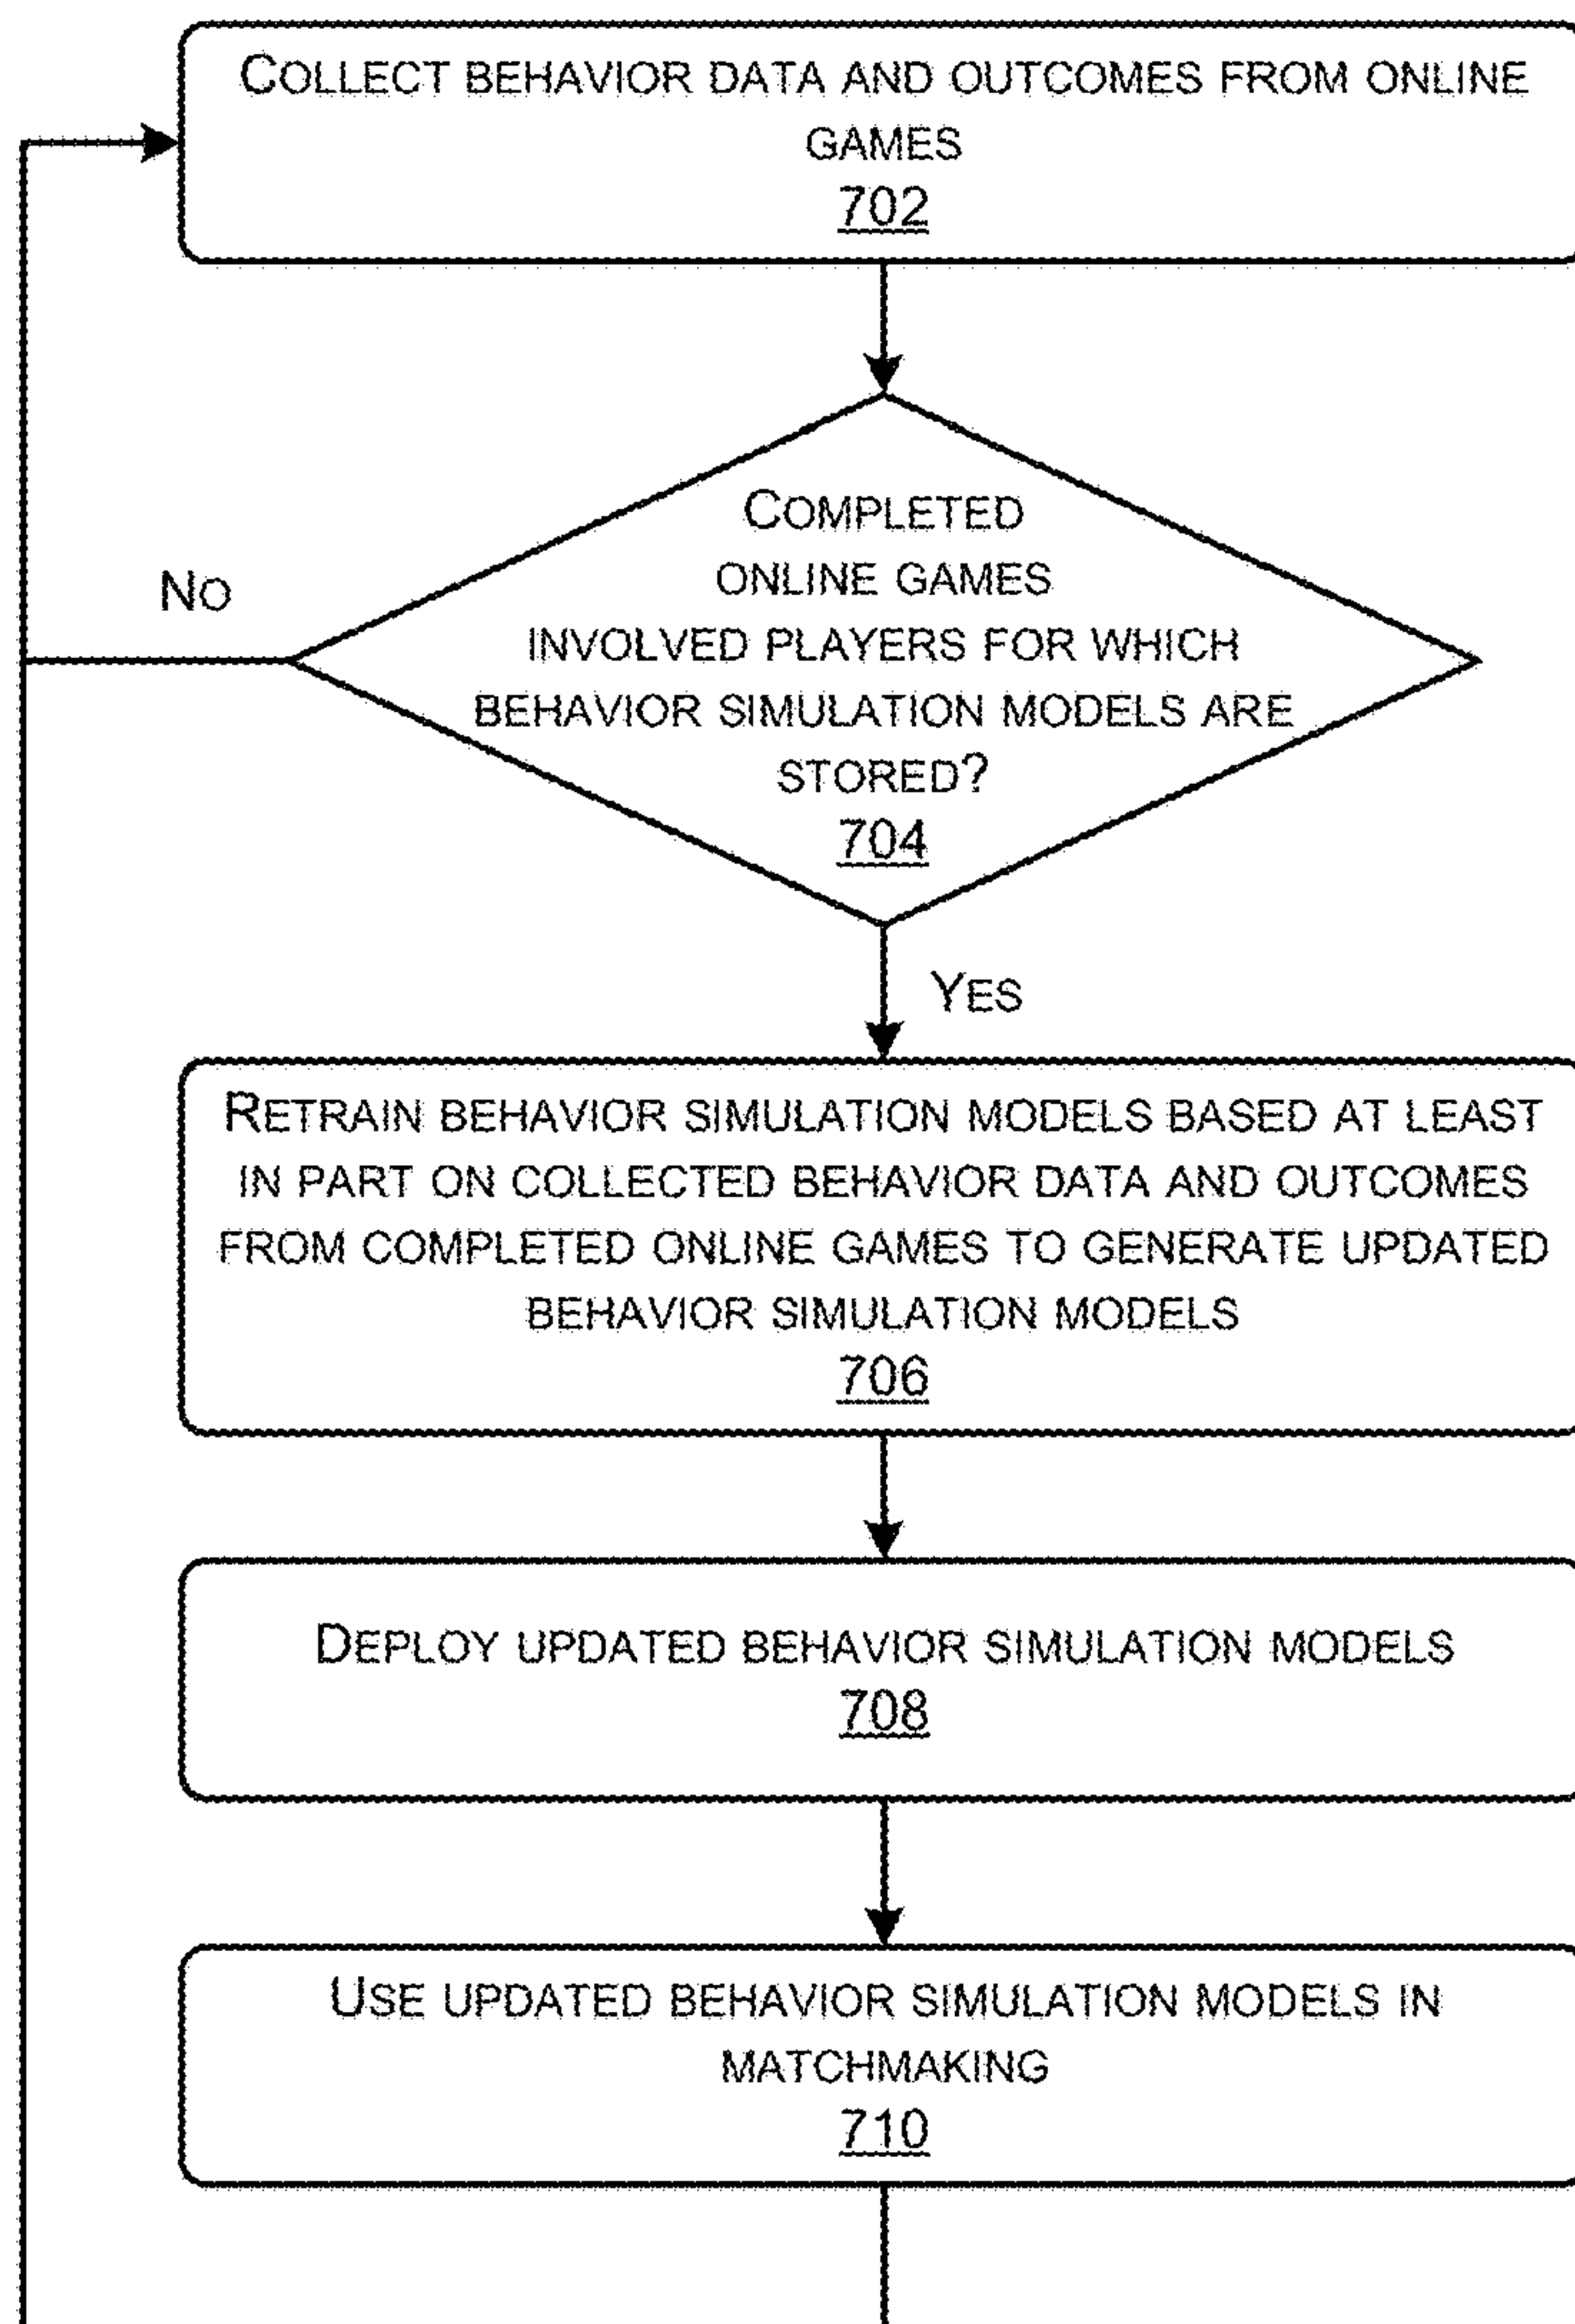 COLLECT BEHAVIOR DATA AND OUTCOMES FROM ONLINE
GAMES
702
COMPLETED
ONLINE GAMES
INVOLVED PLAYERS FOR WHICH
BEHAVIOR SIMULATION MODELS ARE
STORED?
704
NO
YES
RETRAIN BEHAVIOR SIMULATION MODELS BASED AT LEAST
IN PART ON COLLECTED BEHAVIOR DATA AND OUTCOMES
FROM COMPLETED ONLINE GAMES TO GENERATE UPDATED
BEHAVIOR SIMULATION MODELS
706
DEPLOY UPDATED BEHAVIOR SIMULATION MODELS
708
USE UPDATED BEHAVIOR SIMULATION MODELS IN
MATCHMAKING
710